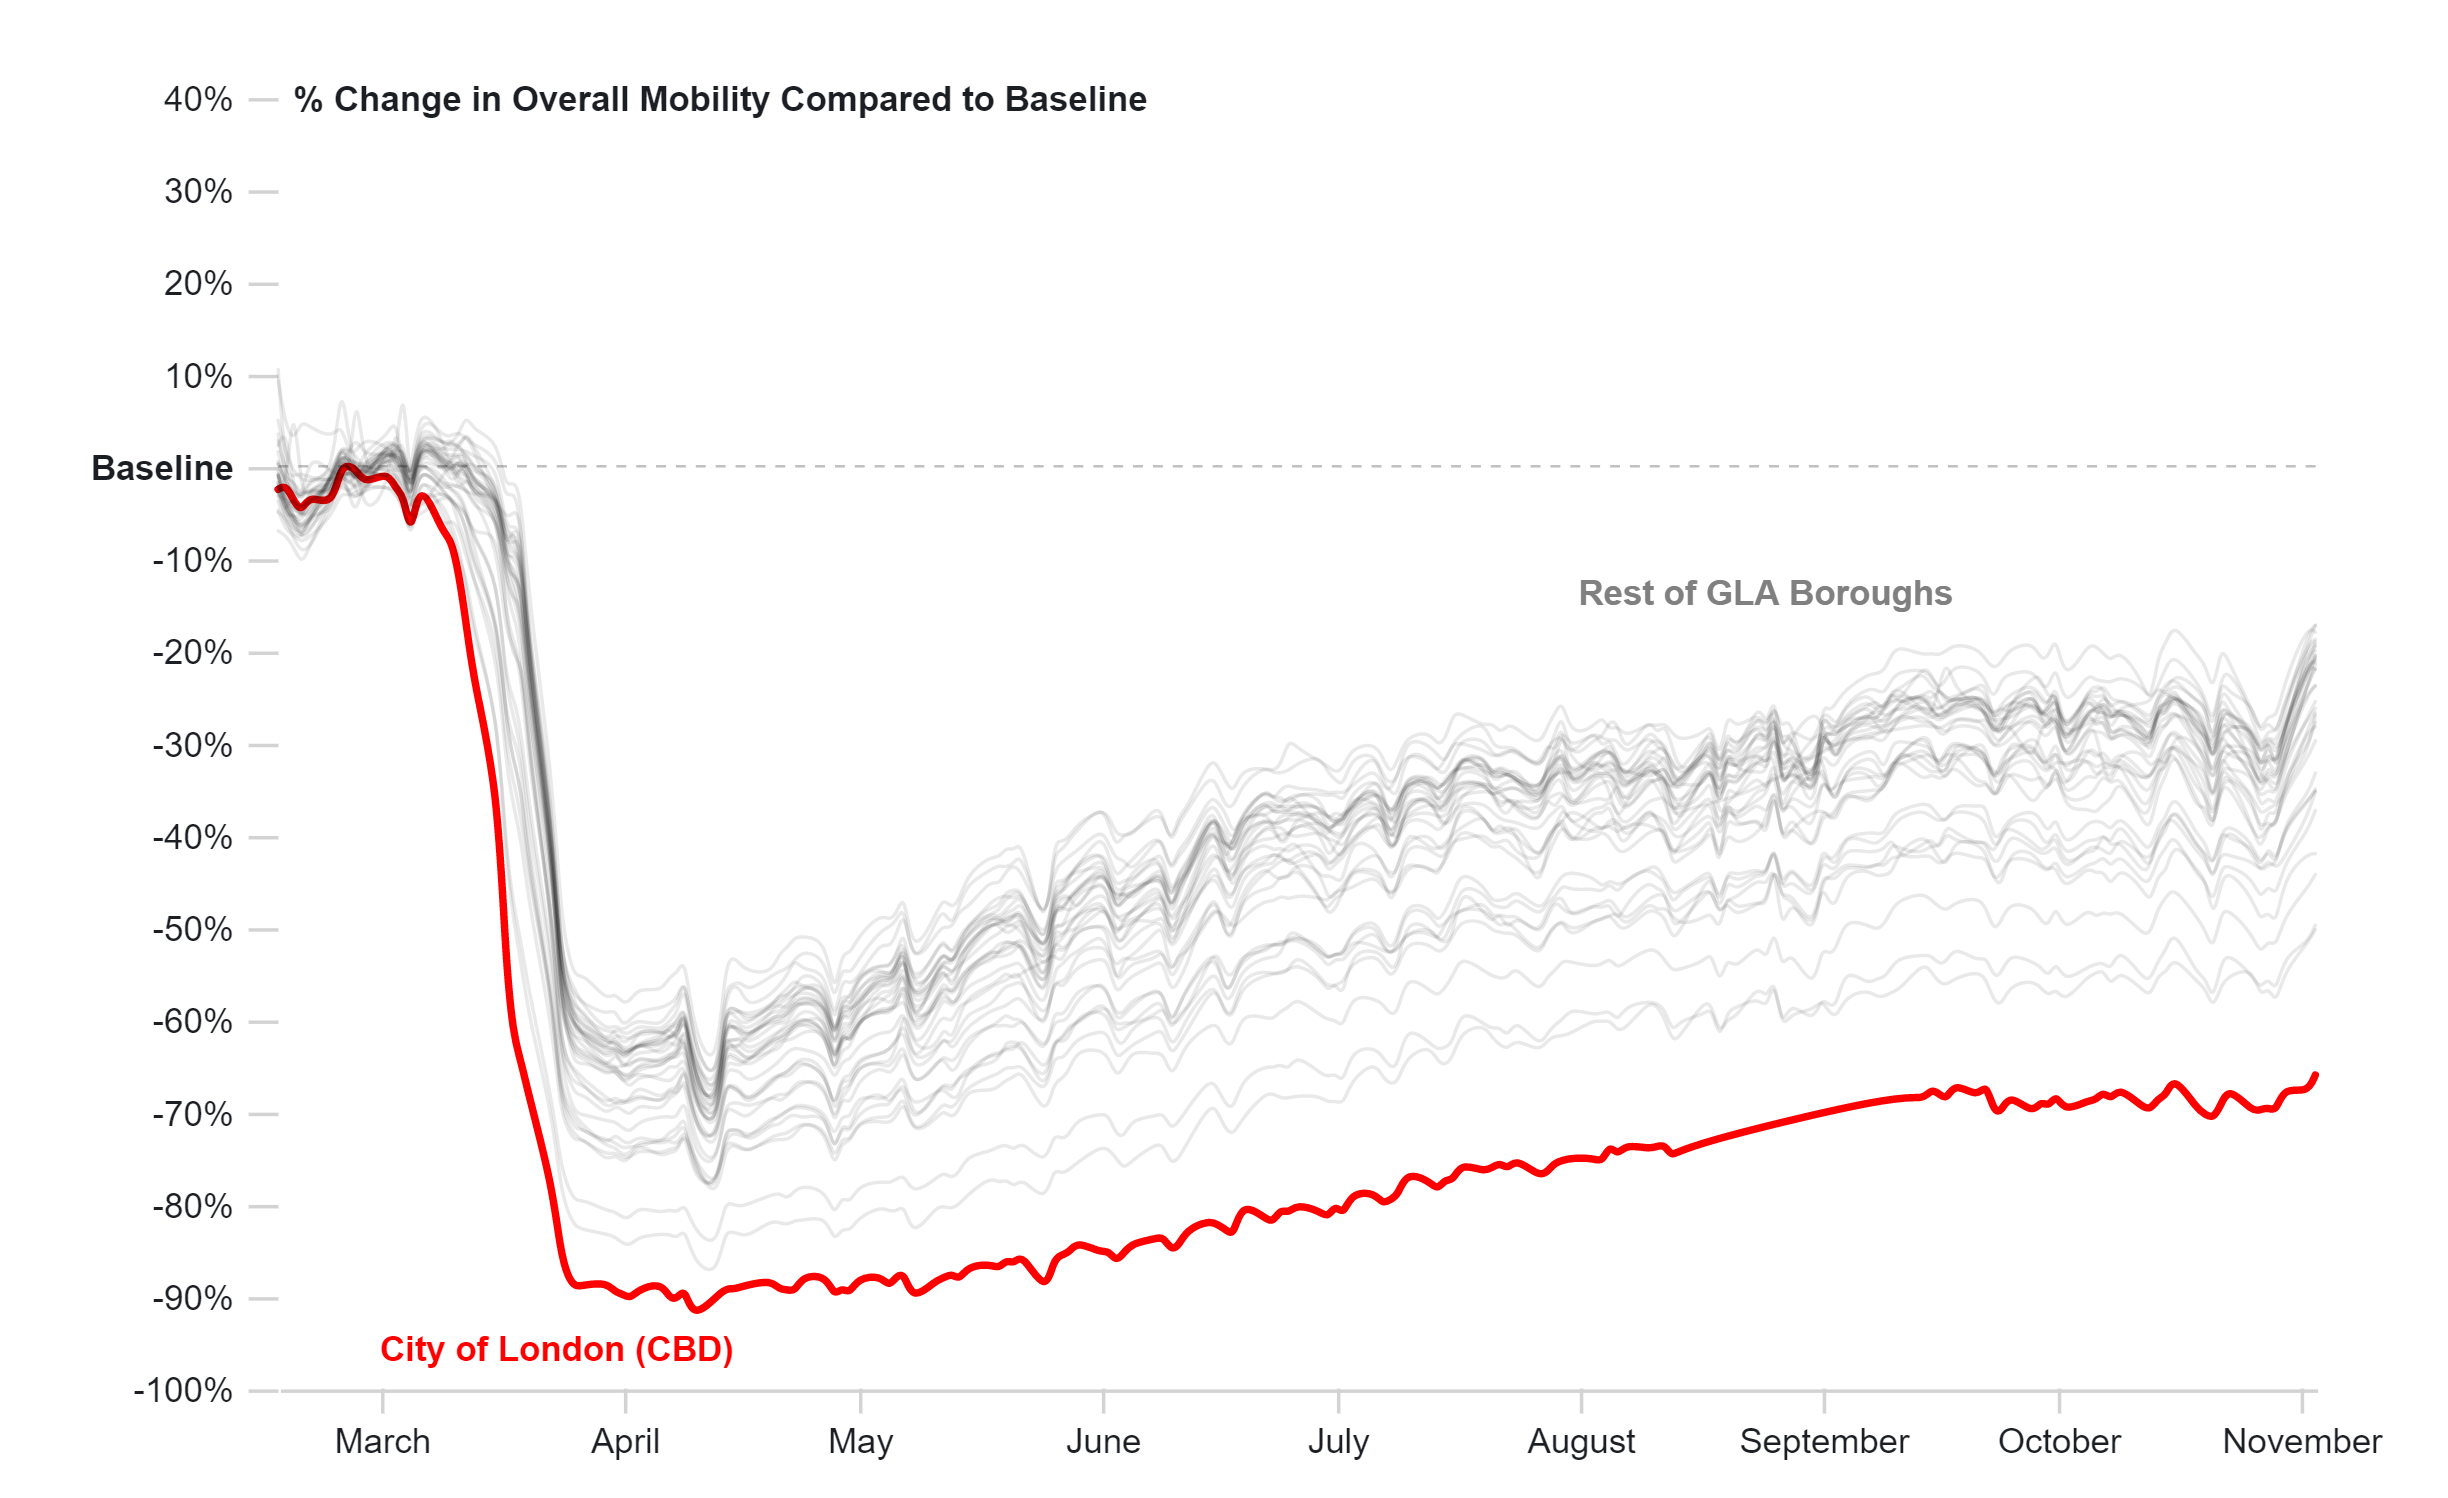 40%
% Change in Overall Mobility Compared to Baseline
30%
20%
10%
Baseline
-10%
Rest of GLA Boroughs
-20%
-30%
-40%
-50%
-60%
-70%
-80%
-90%
City of London (CBD)
-100%
March April May June July August September October November